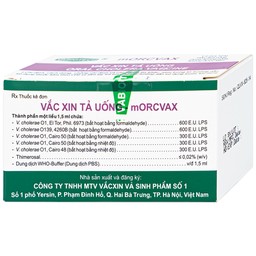 Rx Thuốc kê đơn
VẮC XIN TẢ UỐNG mORCVAX
Thành phần một liều 1,5 ml chứa:
- V. cholerae O1, El Tor, Phil. 6973 (bất hoạt bằng formaldehyde) 600 E.U. LPS
- V. cholerae O139, 4260B (bất hoạt bằng formaldehyde) 600 E.U. LPS
- V. cholerae O1, Cairo 50 (bất hoạt bằng formaldehyde) 300 E.U. LPS
- V. cholerae O1, Cairo 50 (bất hoạt bằng nhiệt độ) 300 E.U. LPS
- V. cholerae O1, Cairo 48 (bất hoạt bằng nhiệt độ) 300 E.U. LPS
- Thimerosal ≤ 0,02% (w/v)
- Dung dịch WHO-Buffer (Dung dịch PBS) v/đ 1,5 ml
Nhà sản xuất và đăng ký:
CÔNG TY TNHH MTV VẮCXIN VÀ SINH PHẨM SỐ 1
Số 1 phố Yersin, P. Phạm Đình Hổ, Q. Hai Bà Trưng, TP. Hà Nội, Việt Nam